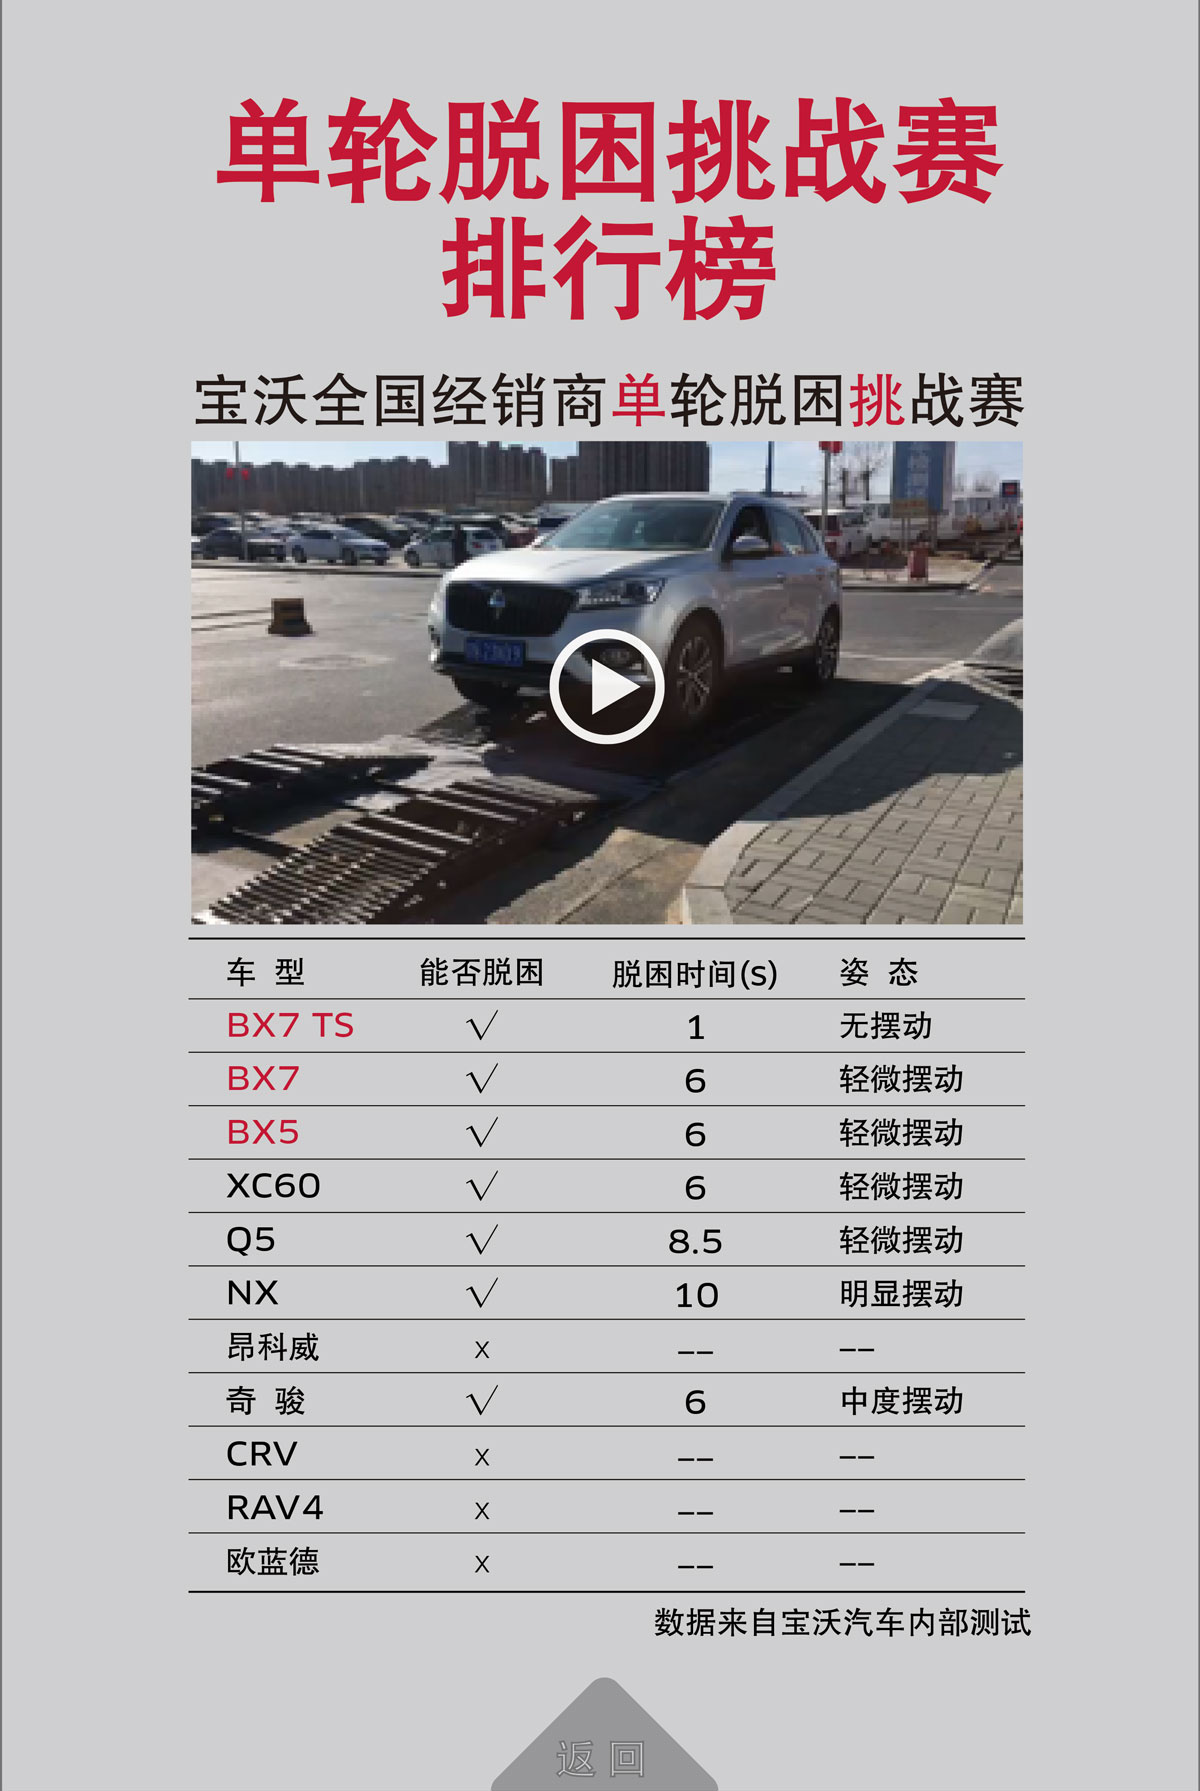 单轮脱困挑战赛
排行榜
宝沃全国经销商单轮脱困挑战赛
车 型 能否脱困 脱困时间(S) 姿 态
BX7 TS √ 1 无摆动
BX7 √ 6 轻微摆动
BX5 √ 6 轻微摆动
XC60 √ 6 轻微摆动
Q5 √ 8.5 轻微摆动
NX √ 10 明显摆动
昂科威 x -- --
奇 骏 √ 6 中度摆动
CRV x -- --
RAV4 x -- --
欧蓝德 x -- --
数据来自宝沃汽车内部测试
返回